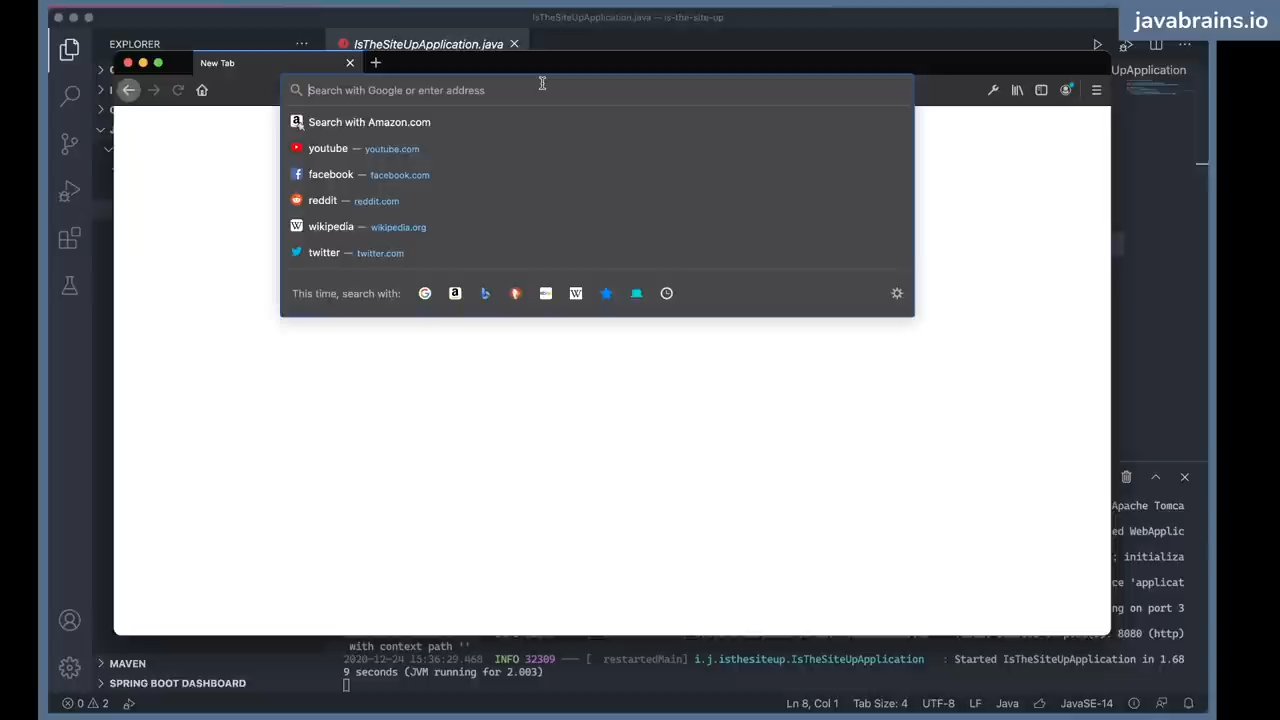 javabrains.io
IsTheSiteUpApplication.java — is-the-site-up
EXPLORER
IsTheSiteUpApplication.java
New Tab
Search with Google or enter address
UpApplication
Search with Amazon.com
youtube — youtube.com
facebook — facebook.com
reddit — reddit.com
wikipedia — wikipedia.org
twitter — twitter.com
This time, search with:
Apache Tomca
ed WebApplic
: initializa
ce 'applicat
ng on port 3
8080 (http)
with context path ''
2020-12-24 15:36:29.468 INFO 32309 --- [ restartedMain] i.j.isthesiteup.IsTheSiteUpApplication : Started IsTheSiteUpApplication in 1.68
9 seconds (JVM running for 2.003)
MAVEN
SPRING BOOT DASHBOARD
0 2
Ln 8, Col 1 Tab Size: 4 UTF-8 LF Java JavaSE-14